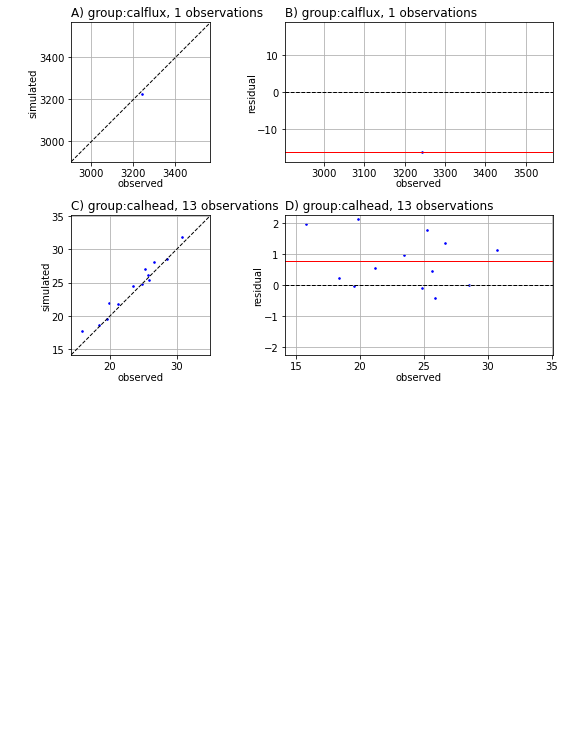 A) group:calflux, 1 observations
simulated
3400
3200
3000
3000 3200 3400
observed
B) group:calflux, 1 observations
residual
10
0
−10
3000 3100 3200 3300 3400 3500
observed
C) group:calhead, 13 observations
simulated
35
30
25
20
15
20 30
observed
D) group:calhead, 13 observations
residual
2
1
0
−1
−2
15 20 25 30 35
observed